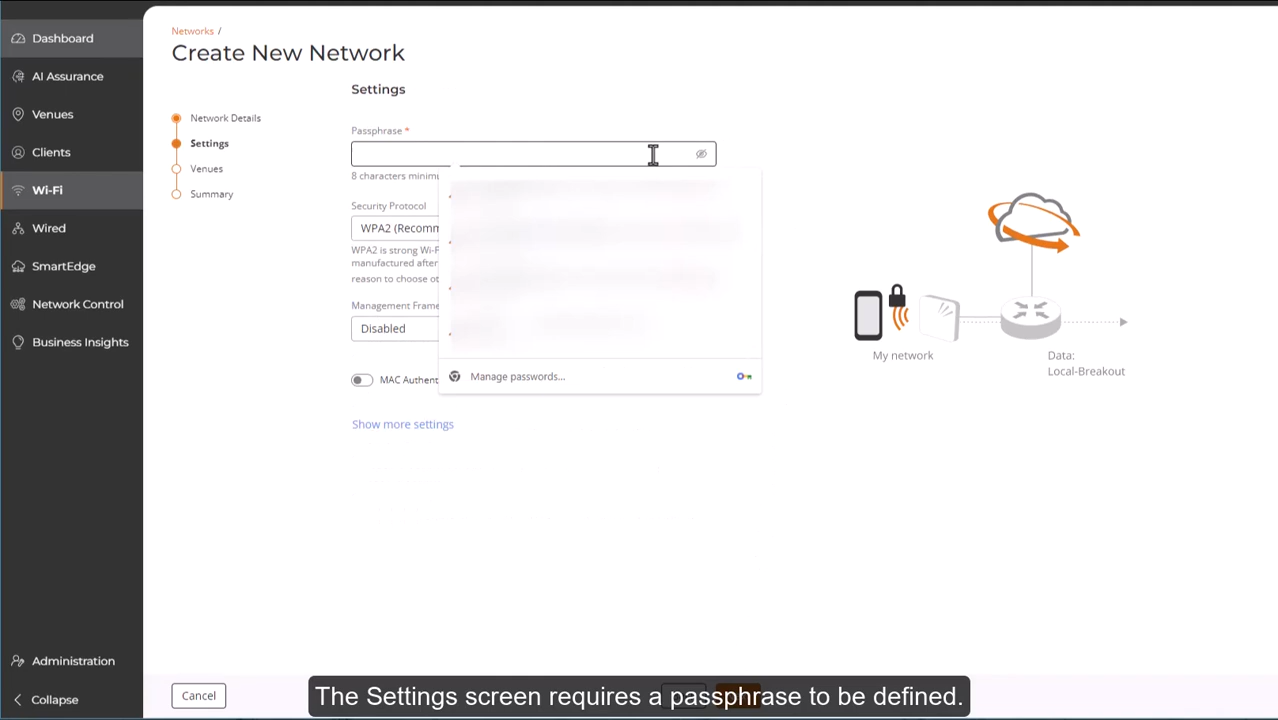 Dashboard
AI Assurance
Venues
Clients
Wi-Fi
Wired
SmartEdge
Network Control
Business Insights
Administration
Collapse
Networks /
Create New Network
Network Details
Settings
Venues
Summary
Settings
Passphrase *
8 characters minimu
Security Protocol
WPA2 (Recomm
WPA2 is strong Wi-F
manufactured after
reason to choose ot
Management Frame
Disabled
MAC Authent
Show more settings
Manage passwords...
My network
Data:
Local-Breakout
Cancel
The Settings screen requires a passphrase to be defined.